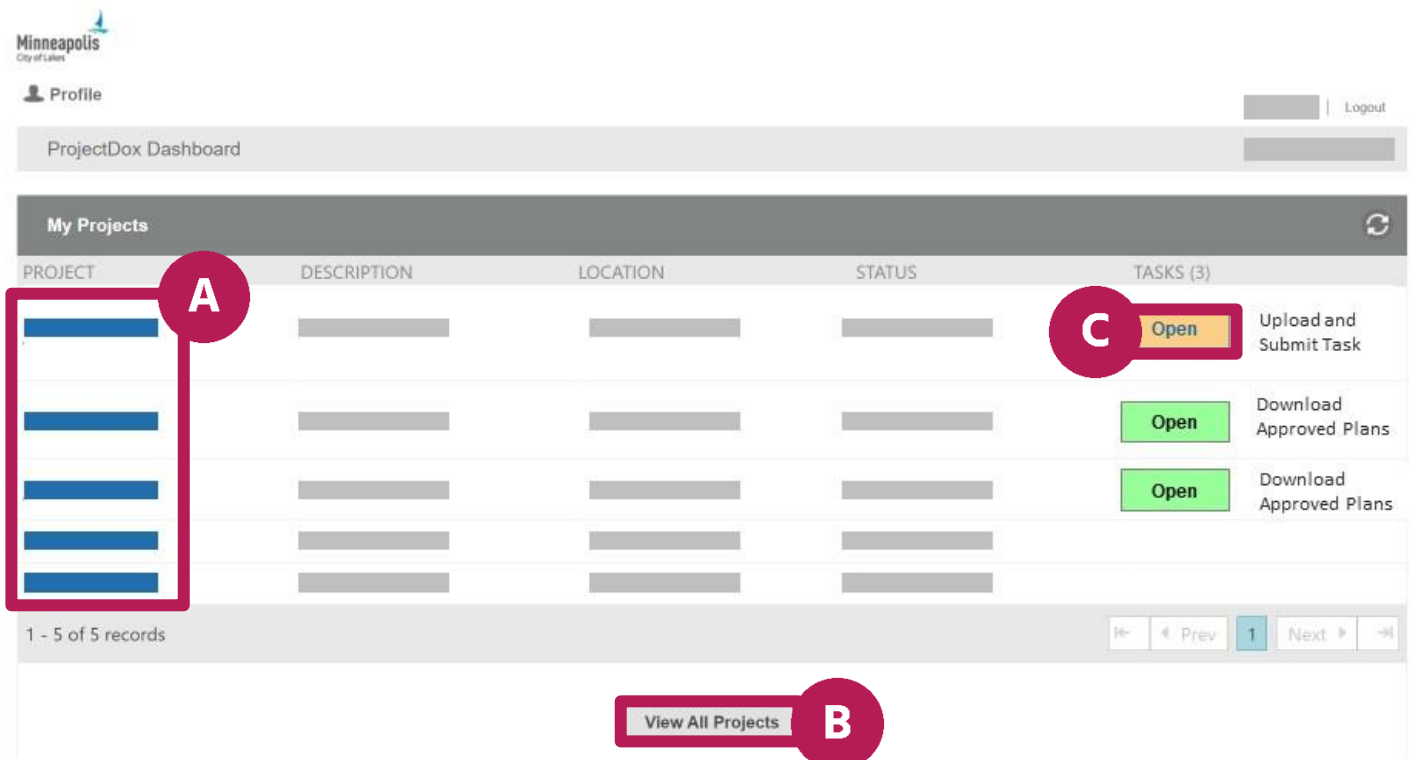 Minneapolis
City of Lakes
Profile
Logout
ProjectDox Dashboard
My Projects
PROJECT DESCRIPTION LOCATION STATUS TASKS (3)
A
C
Open
Upload and
Submit Task
Open
Download
Approved Plans
Open
Download
Approved Plans
1 - 5 of 5 records
Prev 1 Next
View All Projects
B